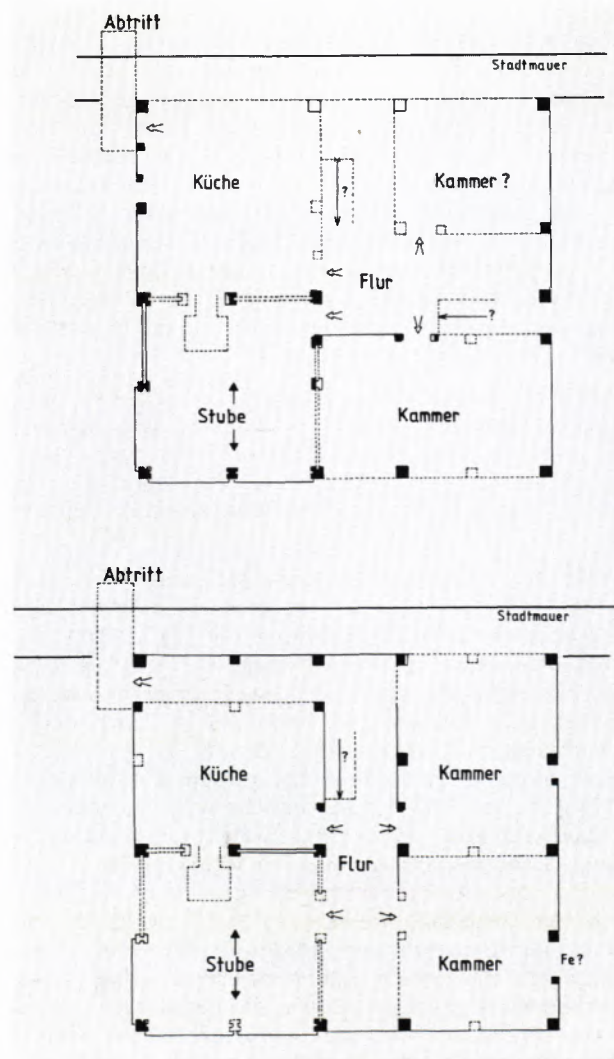 Abtritt
Stadtmauer
Küche
?
Kammer ?
Flur
?
Stube
Kammer
Abtritt
Stadtmauer
Küche
?
Kammer
Flur
Stube
Kammer
Fe?